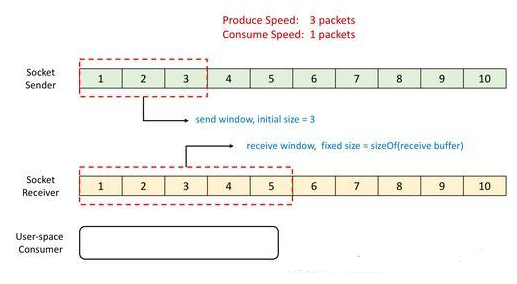 Produce Speed: 3 packets
Consume Speed: 1 packets
Socket
Sender
1 2 3 4 5 6 7 8 9 10
send window, initial size = 3
receive window, fixed size = sizeOf(receive buffer)
Socket
Receiver
1 2 3 4 5 6 7 8 9 10
User-space
Consumer